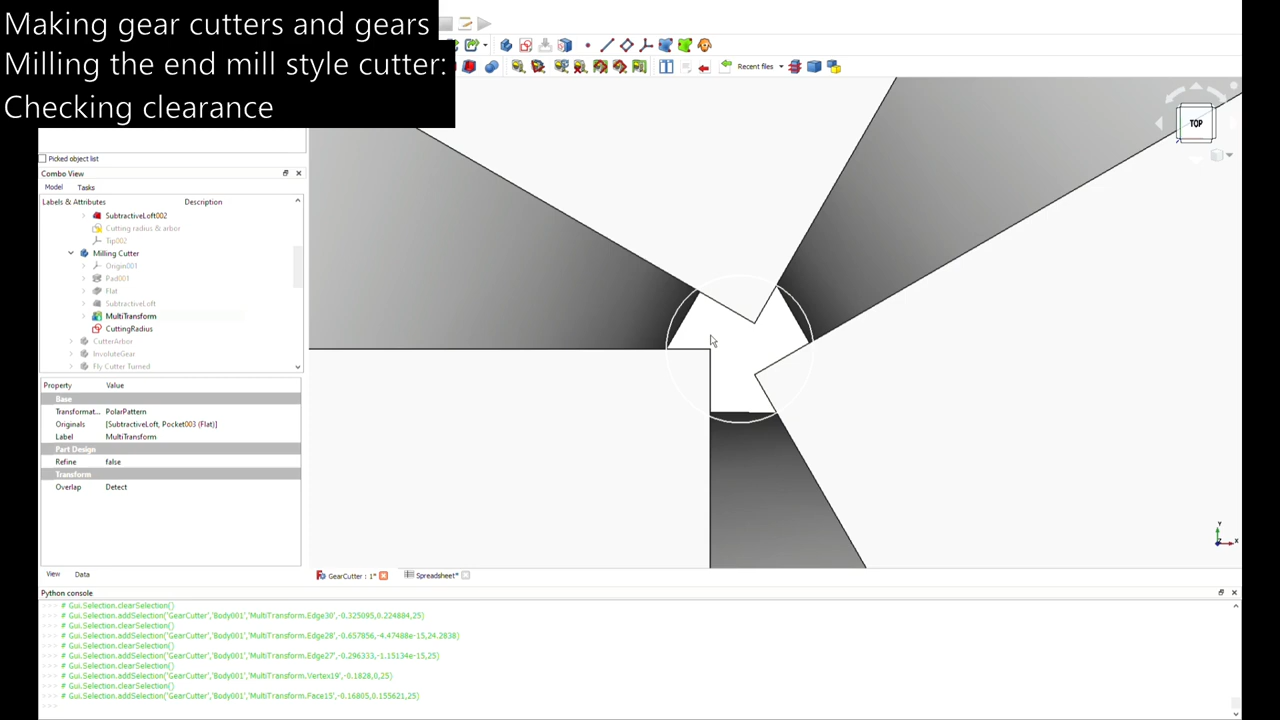 Making gear cutters and gears
Milling the end mill style cutter:
Checking clearance
Recent files
TOP
Picked object list
Combo View
Model Tasks
Labels & Attributes Description
SubtractiveLoft002
Cutting radius & arbor
Tip002
Milling Cutter
Origin001
Pad001
Flat
SubtractiveLoft
MultiTransform
CuttingRadius
CutterArbor
InvoluteGear
Fly Cutter Turned
Property Value
Base
Transformat... PolarPattern
Originals [SubtractiveLoft, Pocket003 (Flat)]
Label MultiTransform
Part Design
Refine false
Transform
Overlap Detect
Y
Z X
View Data
GearCutter : 1* Spreadsheet*
Python console
>>> # Gui.Selection.clearSelection()
>>> # Gui.Selection.addSelection('GearCutter','Body001','MultiTransform.Edge30',-0.325095,0.224884,25)
>>> # Gui.Selection.clearSelection()
>>> # Gui.Selection.addSelection('GearCutter','Body001','MultiTransform.Edge28',-0.657856,-4.47488e-15,24.2838)
>>> # Gui.Selection.clearSelection()
>>> # Gui.Selection.addSelection('GearCutter','Body001','MultiTransform.Edge27',-0.296333,-1.15134e-15,25)
>>> # Gui.Selection.clearSelection()
>>> # Gui.Selection.addSelection('GearCutter','Body001','MultiTransform.Vertex19',-0.1828,0,25)
>>> # Gui.Selection.clearSelection()
>>> # Gui.Selection.addSelection('GearCutter','Body001','MultiTransform.Face15',-0.16805,0.155621,25)
>>>